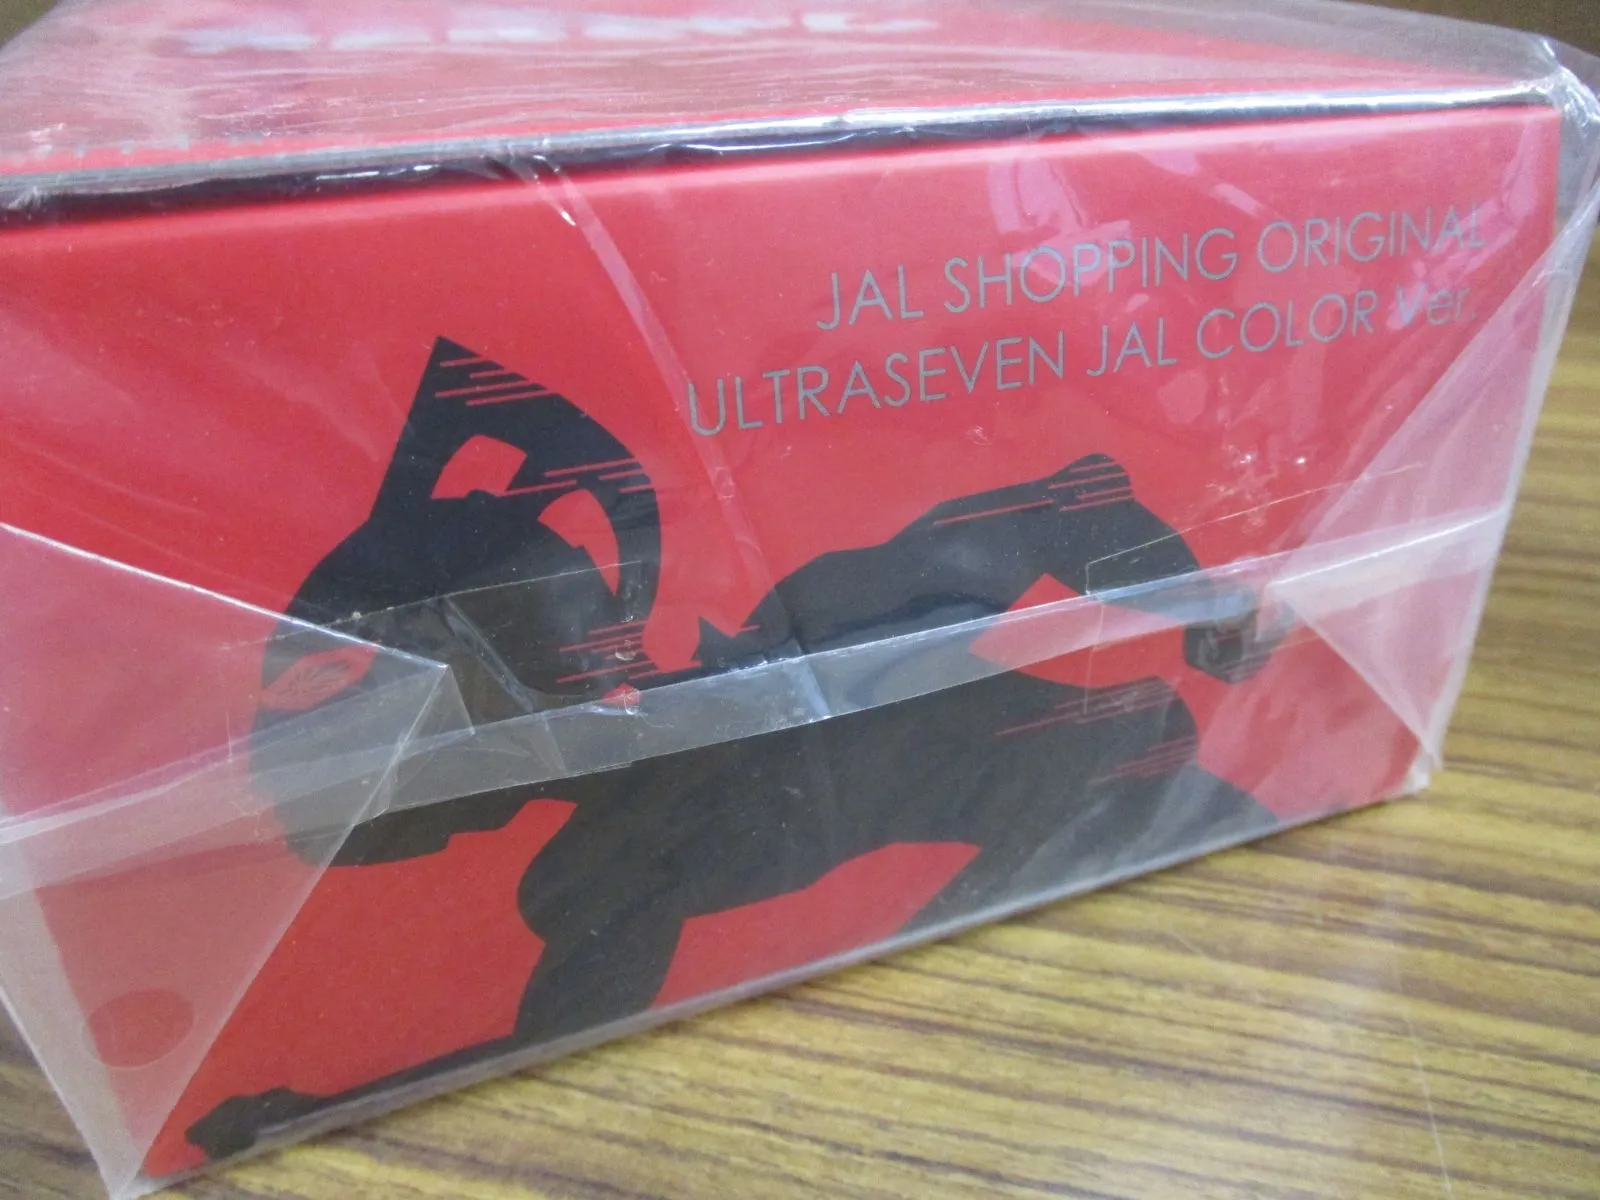 JAL SHOPPING ORIGINAL
ULTRASEVEN JAL COLOR Ver.